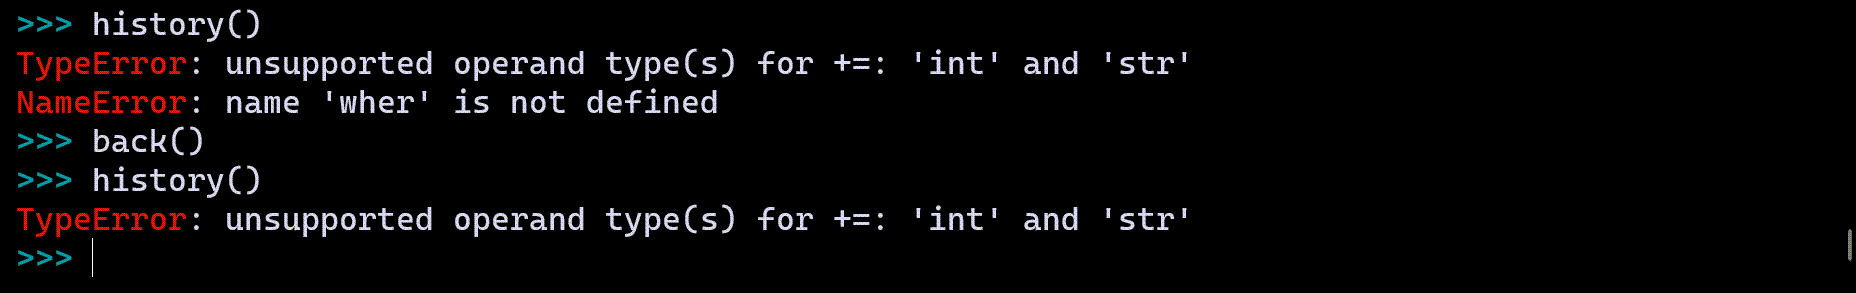 >>> history()
TypeError: unsupported operand type(s) for +=: 'int' and 'str'
NameError: name 'wher' is not defined
>>> back()
>>> history()
TypeError: unsupported operand type(s) for +=: 'int' and 'str'
>>>